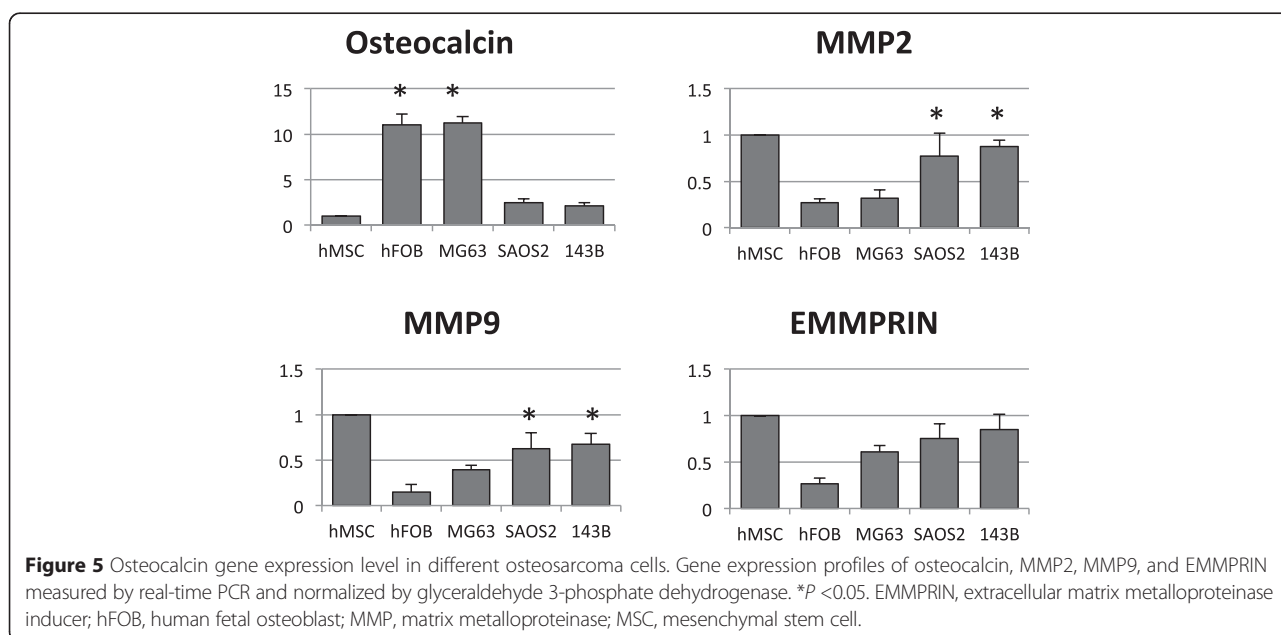 Osteocalcin
15
10
5
0
* *
hMSC hFOB MG63 SAOS2 143B
MMP2
1.5
1
0.5
0
* *
hMSC hFOB MG63 SAOS2 143B
MMP9
1.5
1
0.5
0
* *
hMSC hFOB MG63 SAOS2 143B
EMMPRIN
1.5
1
0.5
0
hMSC hFOB MG63 SAOS2 143B
Figure 5 Osteocalcin gene expression level in different osteosarcoma cells. Gene expression profiles of osteocalcin, MMP2, MMP9, and EMMPRIN
measured by real-time PCR and normalized by glyceraldehyde 3-phosphate dehydrogenase. *P <0.05. EMMPRIN, extracellular matrix metalloproteinase
inducer; hFOB, human fetal osteoblast; MMP, matrix metalloproteinase; MSC, mesenchymal stem cell.